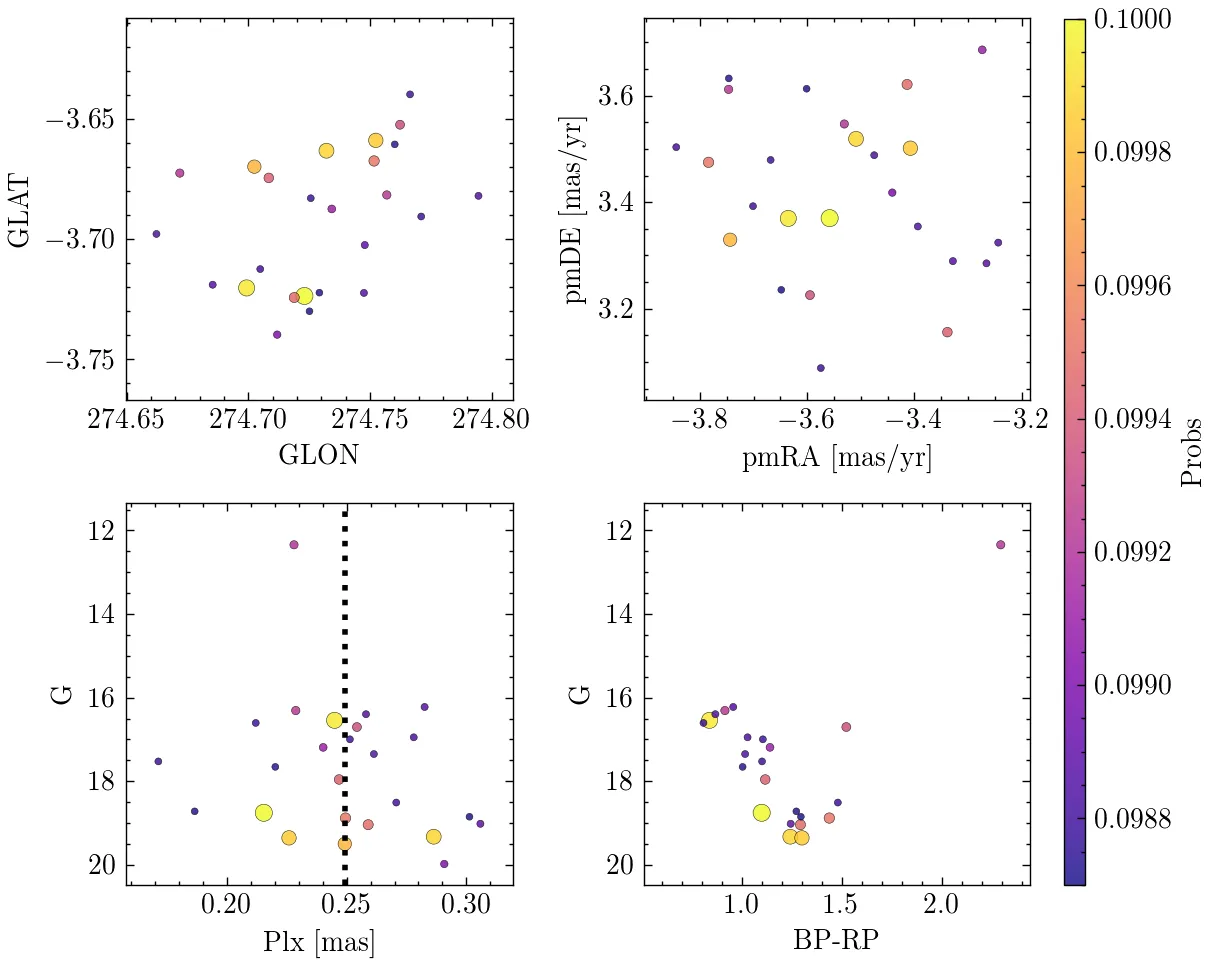 −3.65
−3.70
−3.75
GLAT
274.65 274.70 274.75 274.80
GLON
3.6
3.4
3.2
pmDE [mas/yr]
−3.8 −3.6 −3.4 −3.2
pmRA [mas/yr]
12
14
16
18
20
G
0.20 0.25 0.30
Plx [mas]
12
14
16
18
20
G
1.0 1.5 2.0
BP-RP
0.1000
0.0998
0.0996
0.0994
0.0992
0.0990
0.0988
Probs